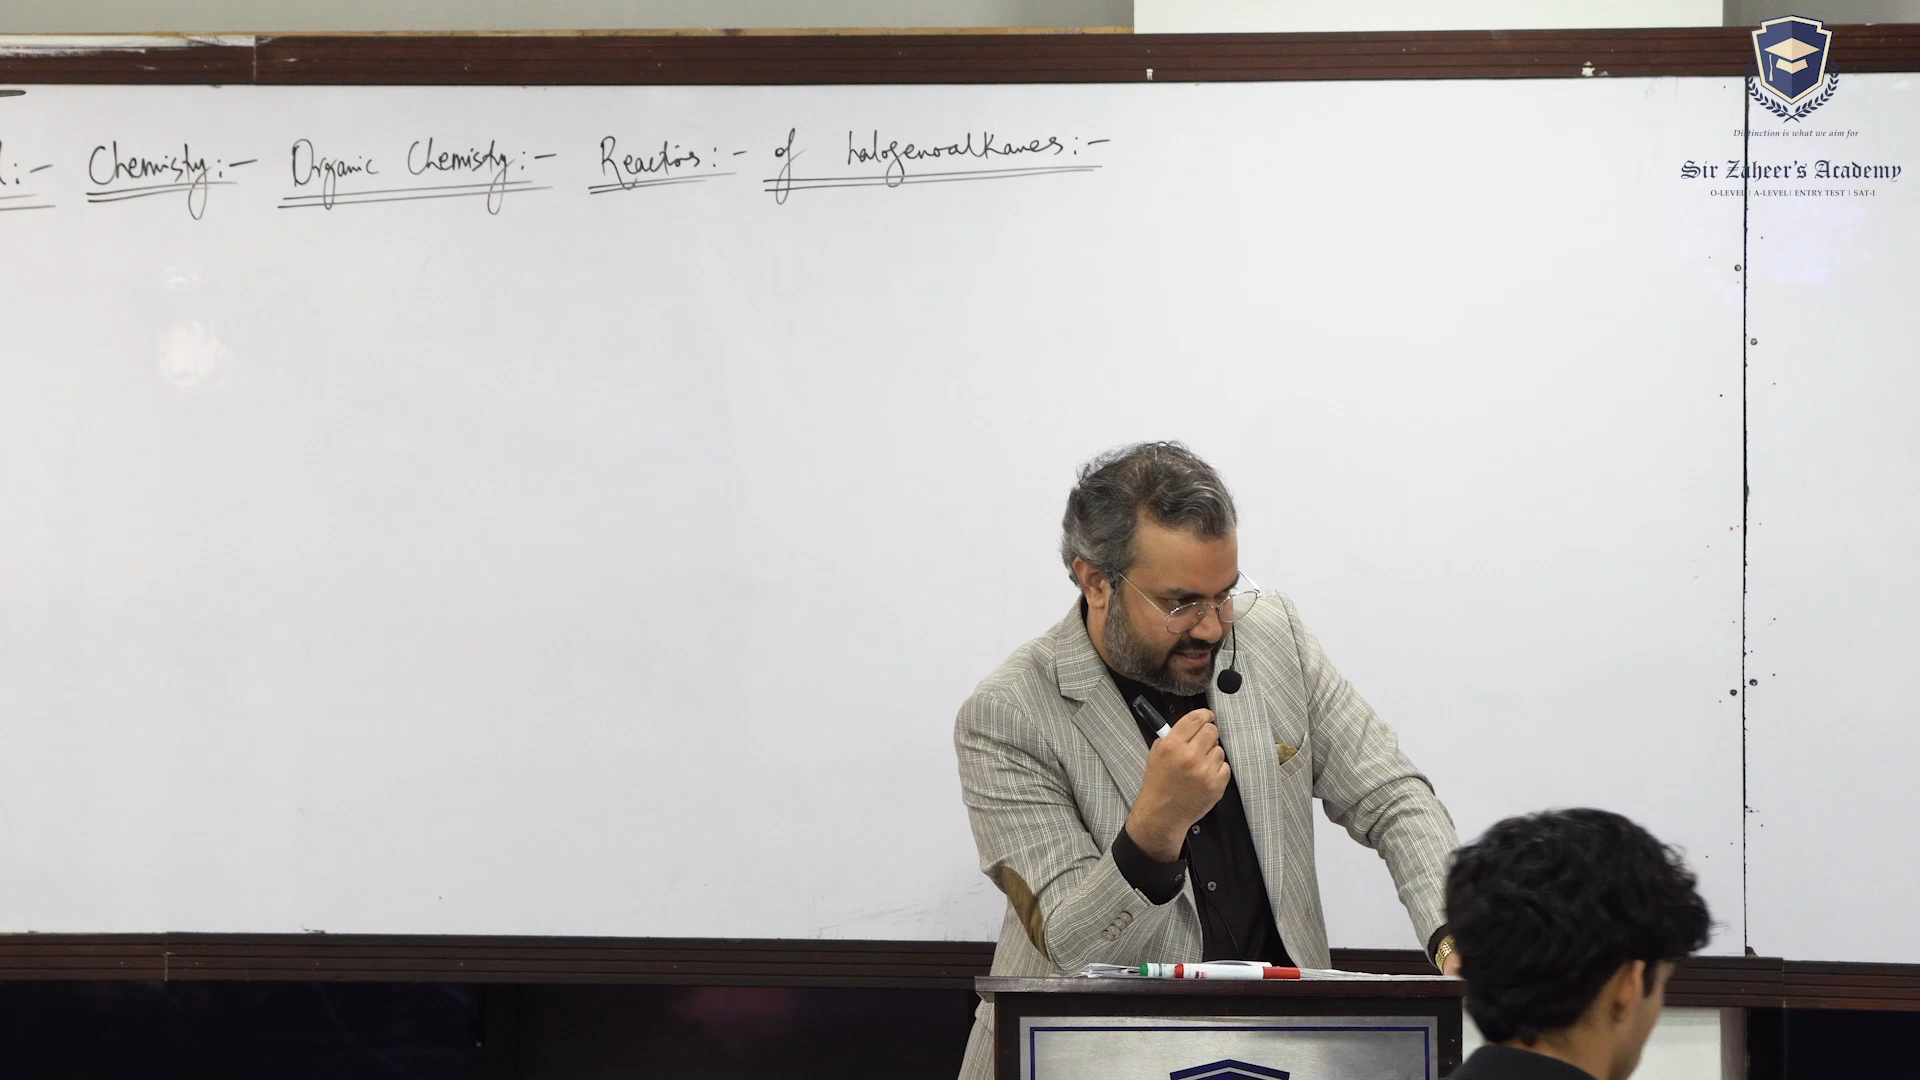 Chemistry:- Organic Chemistry:- Reactions:- of halogenoalkanes:-
Distinction is what we aim for
Sir Zaheer's Academy
O-LEVEL | A-LEVEL | ENTRY TEST | SAT-I